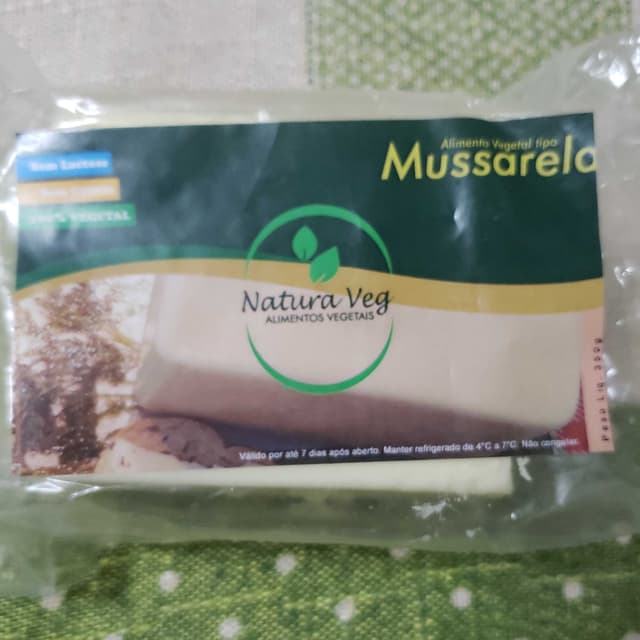 Alimento Vegetal tipo
Mussarela
Sem Lactose
100% VEGETAL
Natura Veg
ALIMENTOS VEGETAIS
Válido por até 7 dias após aberto. Manter refrigerado de 4°C a 7°C. Não congelar.